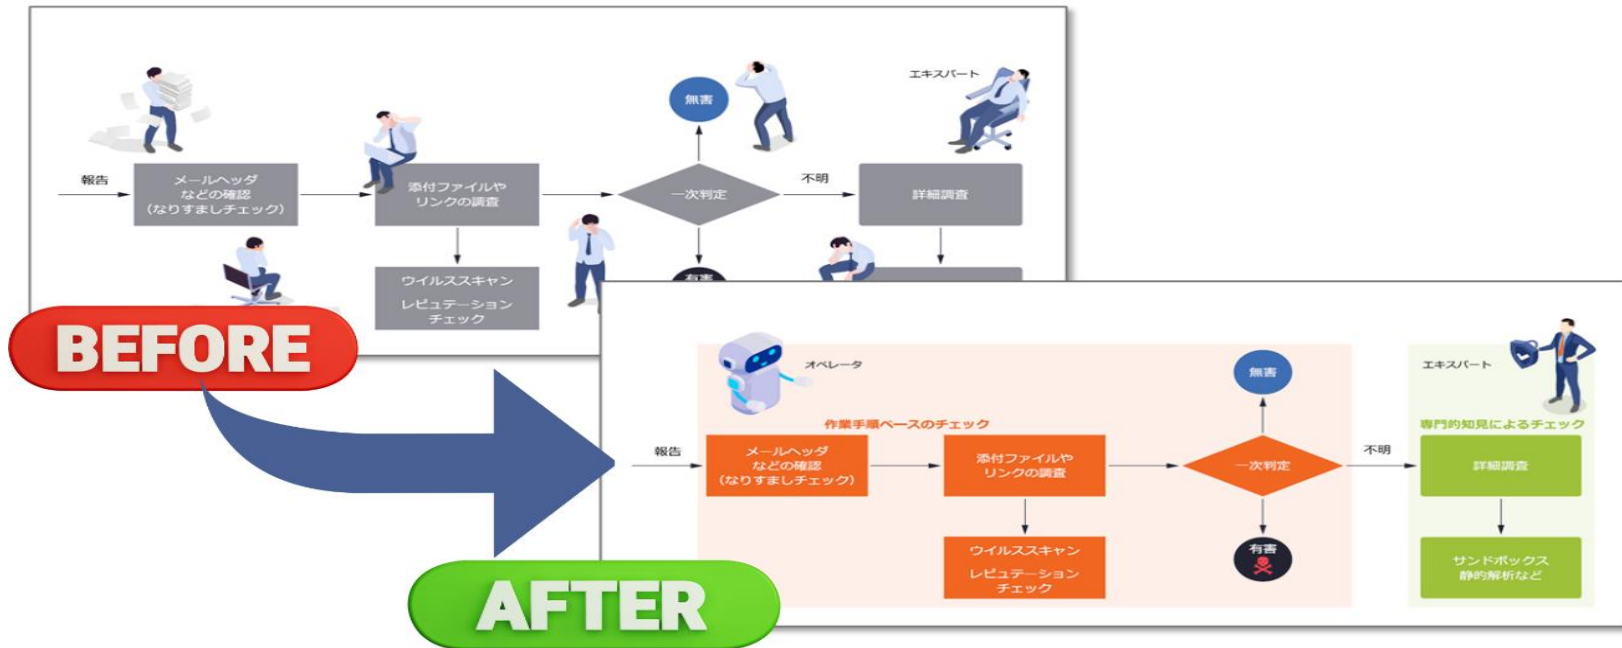 エキスパート
無害
報告
メールヘッダ
などの確認
(なりすましチェック)
添付ファイルや
リンクの調査
一次判定
不明
詳細調査
ウイルススキャン
レピュテーション
チェック
有害
BEFORE
オペレータ
無害
エキスパート
作業手順ベースのチェック
専門的知見によるチェック
報告
メールヘッダ
などの確認
(なりすましチェック)
添付ファイルや
リンクの調査
一次判定
不明
詳細調査
ウイルススキャン
レピュテーション
チェック
有害
サンドボックス
静的解析など
AFTER